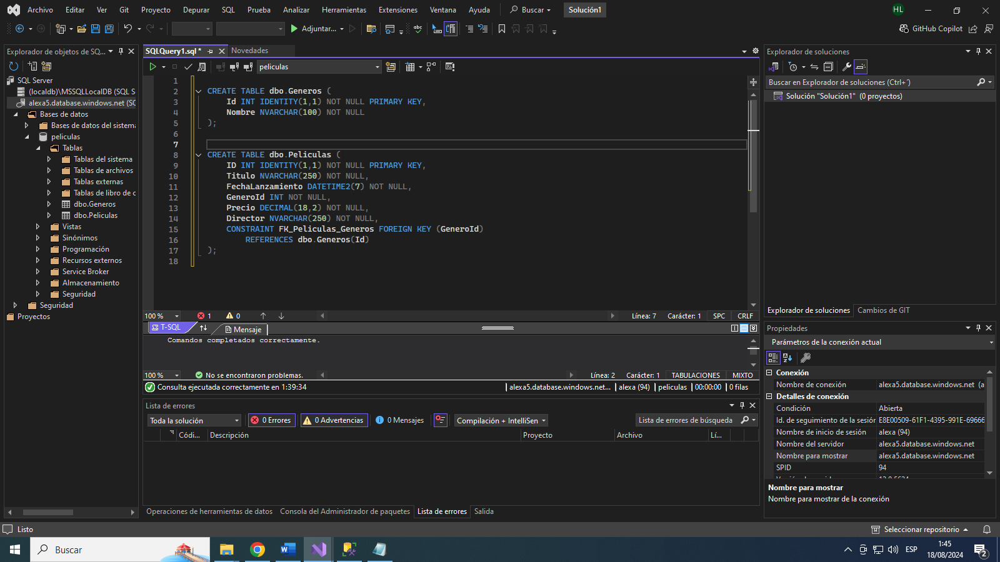 Archivo Editar Ver Git Proyecto Depurar SQL Prueba Analizar Herramientas Extensiones Ventana Ayuda Buscar Solución1 HL
Adjuntar... abc GitHub Copilot
Explorador de objetos de SQ...
SQL Server
(localdb)\MSSQLLocalDB (SQL S
alexa5.database.windows.net (SQ
Bases de datos
Bases de datos del sistema
peliculas
Tablas
Tablas del sistema
Tablas de archivos
Tablas externas
Tablas de libro de c
dbo.Generos
dbo.Peliculas
Vistas
Sinónimos
Programación
Recursos externos
Service Broker
Almacenamiento
Seguridad
Seguridad
Proyectos
SQLQuery1.sql * Novedades
peliculas
1
2 CREATE TABLE dbo.Generos (
3 Id INT IDENTITY(1,1) NOT NULL PRIMARY KEY,
4 Nombre NVARCHAR(100) NOT NULL
5 );
6
7
8 CREATE TABLE dbo.Peliculas (
9 ID INT IDENTITY(1,1) NOT NULL PRIMARY KEY,
10 Titulo NVARCHAR(250) NOT NULL,
11 FechaLanzamiento DATETIME2(7) NOT NULL,
12 GeneroId INT NOT NULL,
13 Precio DECIMAL(18,2) NOT NULL,
14 Director NVARCHAR(250) NOT NULL,
15 CONSTRAINT FK_Peliculas_Generos FOREIGN KEY (GeneroId)
16 REFERENCES dbo.Generos(Id)
17 );
18
100 % 1 0 Línea: 7 Carácter: 1 SPC CRLF
T-SQL Mensaje
Comandos completados correctamente.
100 % No se encontraron problemas. Línea: 2 Carácter: 1 TABULACIONES MIXTO
Consulta ejecutada correctamente en 1:39:34 alexa5.database.windows.net... alexa (94) peliculas 00:00:00 0 filas
Lista de errores
Toda la solución 0 Errores 0 Advertencias 0 Mensajes Compilación + IntelliSen Lista de errores de búsqueda
Códi... Descripción Proyecto Archivo Lí...
Operaciones de herramientas de datos Consola del Administrador de paquetes Lista de errores Salida
Explorador de soluciones
Buscar en Explorador de soluciones (Ctrl+´)
Solución "Solución1" (0 proyectos)
Explorador de soluciones Cambios de GIT
Propiedades
Parámetros de la conexión actual
Conexión
Nombre de conexión alexa5.database.windows.net (a
Detalles de conexión
Condición Abierta
Id. de seguimiento de la sesión E8E00509-61F1-4395-991E-69666
Nombre de inicio de sesión alexa (94)
Nombre del servidor alexa5.database.windows.net
Nombre para mostrar alexa5.database.windows.net
SPID 94
Nombre para mostrar
Nombre para mostrar de la conexión
Listo Seleccionar repositorio
Buscar ESP 1:45
18/08/2024 2